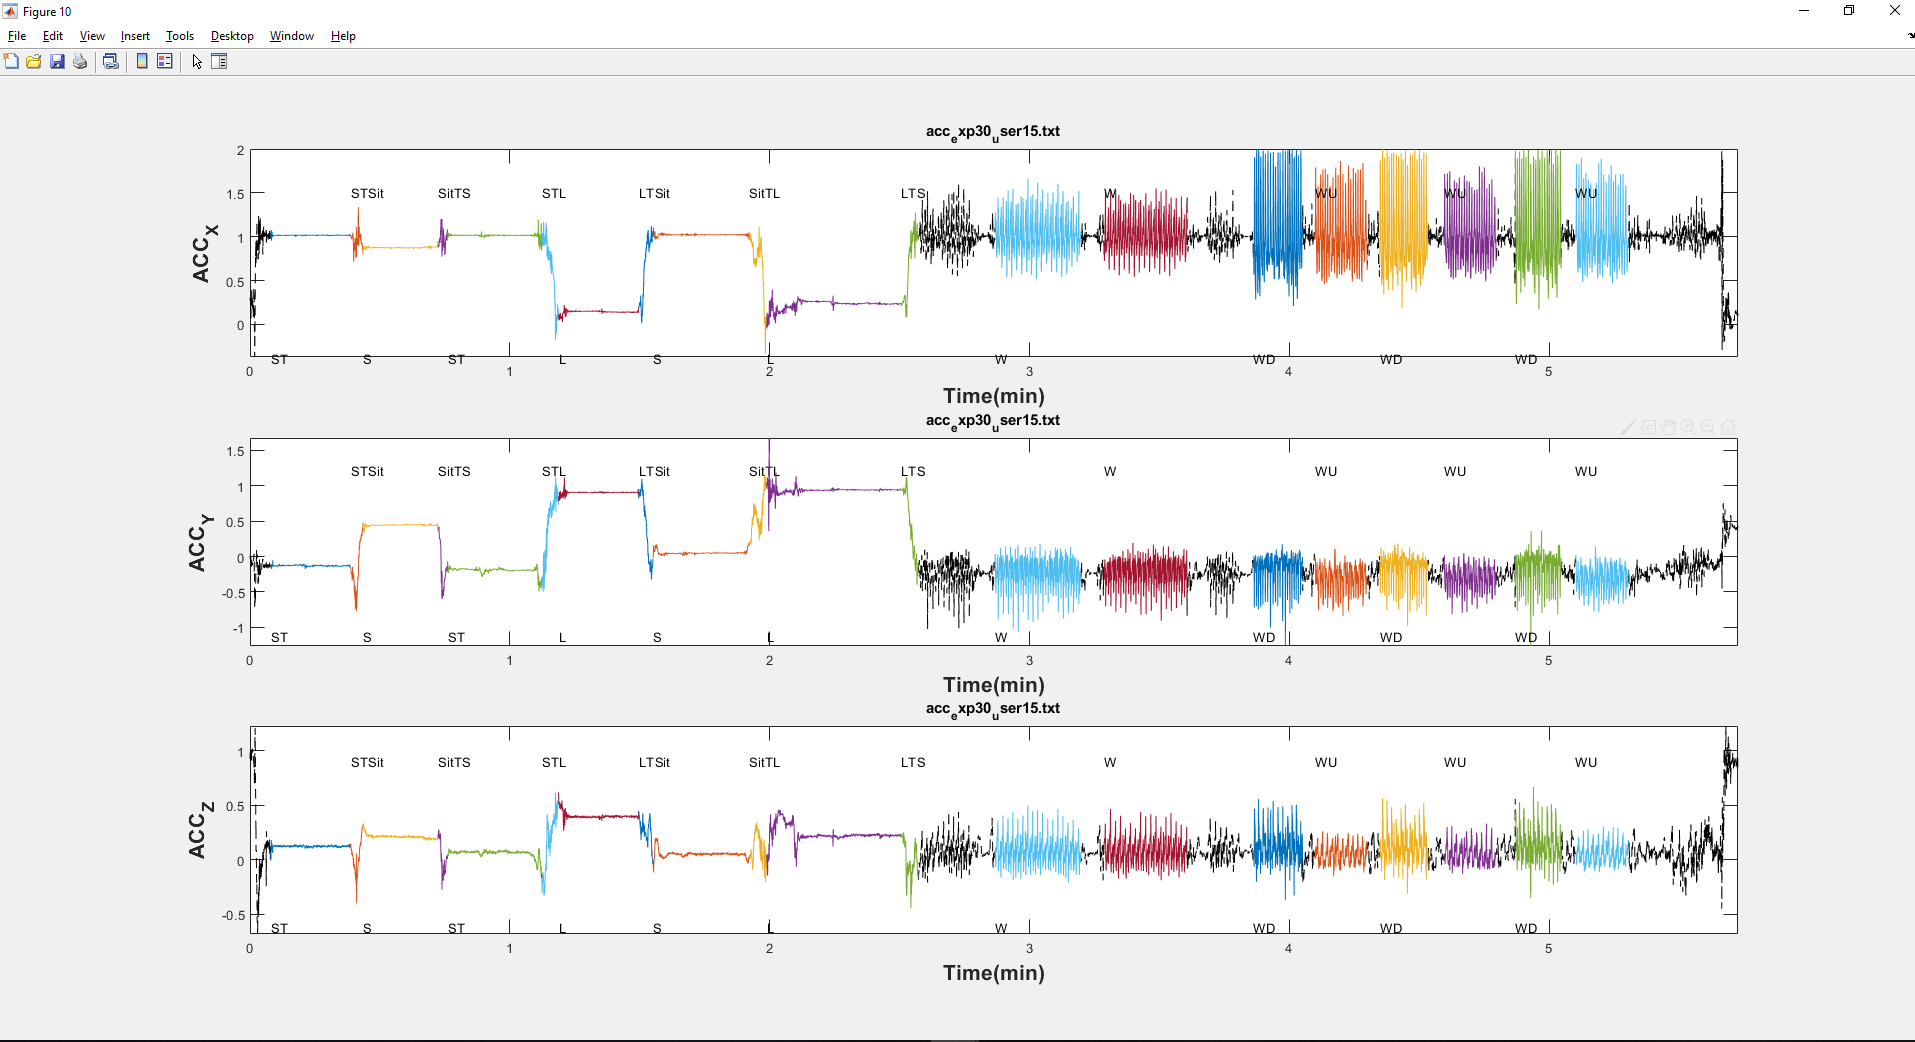 Figure 10
File Edit View Insert Tools Desktop Window Help
acc_exp30_user15.txt
2
1.5
1
0.5
0
ACC_X
STSit SitTS STL LTSit SitTL LTS W WU WU WU
ST S ST L S L W WD WD WD
0 1 2 3 4 5
Time(min)
acc_exp30_user15.txt
1.5
1
0.5
0
-0.5
-1
ACC_Y
STSit SitTS STL LTSit SitTL LTS W WU WU WU
ST S ST L S L W WD WD WD
0 1 2 3 4 5
Time(min)
acc_exp30_user15.txt
1
0.5
0
-0.5
ACC_Z
STSit SitTS STL LTSit SitTL LTS W WU WU WU
ST S ST L S L W WD WD WD
0 1 2 3 4 5
Time(min)